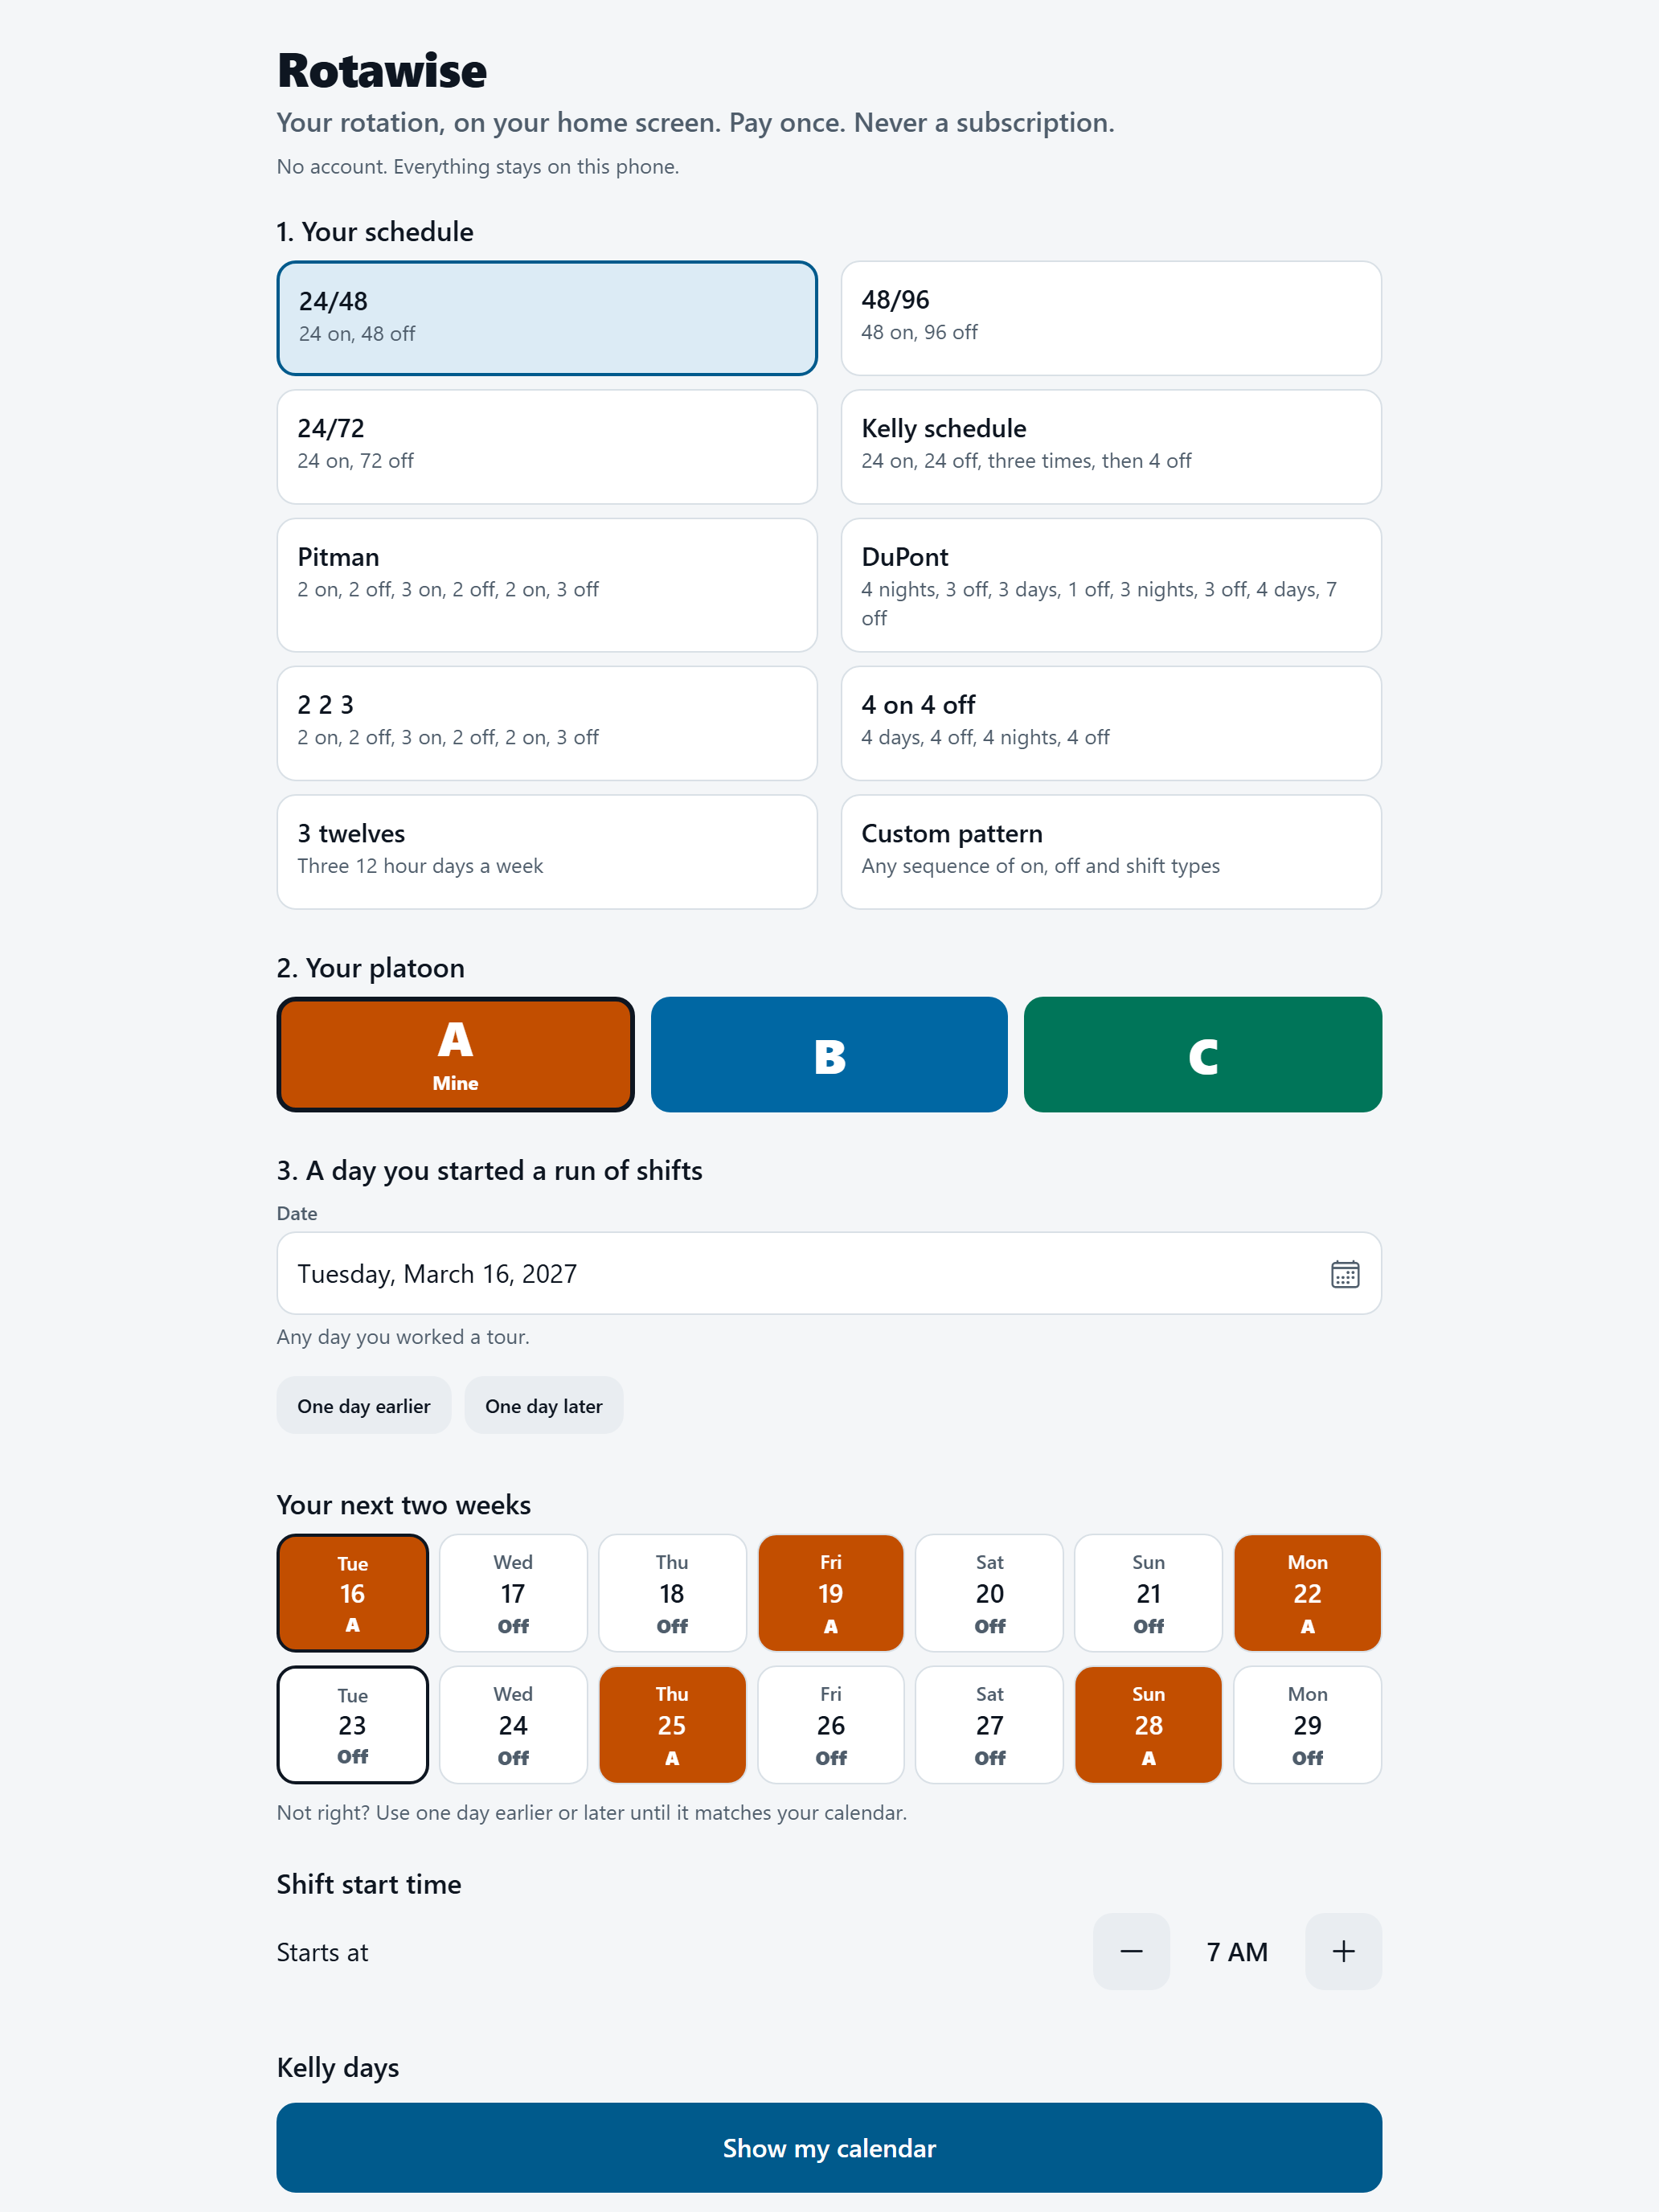 Rotawise
Your rotation, on your home screen. Pay once. Never a subscription.
No account. Everything stays on this phone.
1. Your schedule
24/48
24 on, 48 off
48/96
48 on, 96 off
24/72
24 on, 72 off
Kelly schedule
24 on, 24 off, three times, then 4 off
Pitman
2 on, 2 off, 3 on, 2 off, 2 on, 3 off
DuPont
4 nights, 3 off, 3 days, 1 off, 3 nights, 3 off, 4 days, 7
off
2 2 3
2 on, 2 off, 3 on, 2 off, 2 on, 3 off
4 on 4 off
4 days, 4 off, 4 nights, 4 off
3 twelves
Three 12 hour days a week
Custom pattern
Any sequence of on, off and shift types
2. Your platoon
A
Mine
B
C
3. A day you started a run of shifts
Date
Tuesday, March 16, 2027
Any day you worked a tour.
One day earlier
One day later
Your next two weeks
Tue
16
A
Wed
17
Off
Thu
18
Off
Fri
19
A
Sat
20
Off
Sun
21
Off
Mon
22
A
Tue
23
Off
Wed
24
Off
Thu
25
A
Fri
26
Off
Sat
27
Off
Sun
28
A
Mon
29
Off
Not right? Use one day earlier or later until it matches your calendar.
Shift start time
Starts at
7 AM
Kelly days
Show my calendar